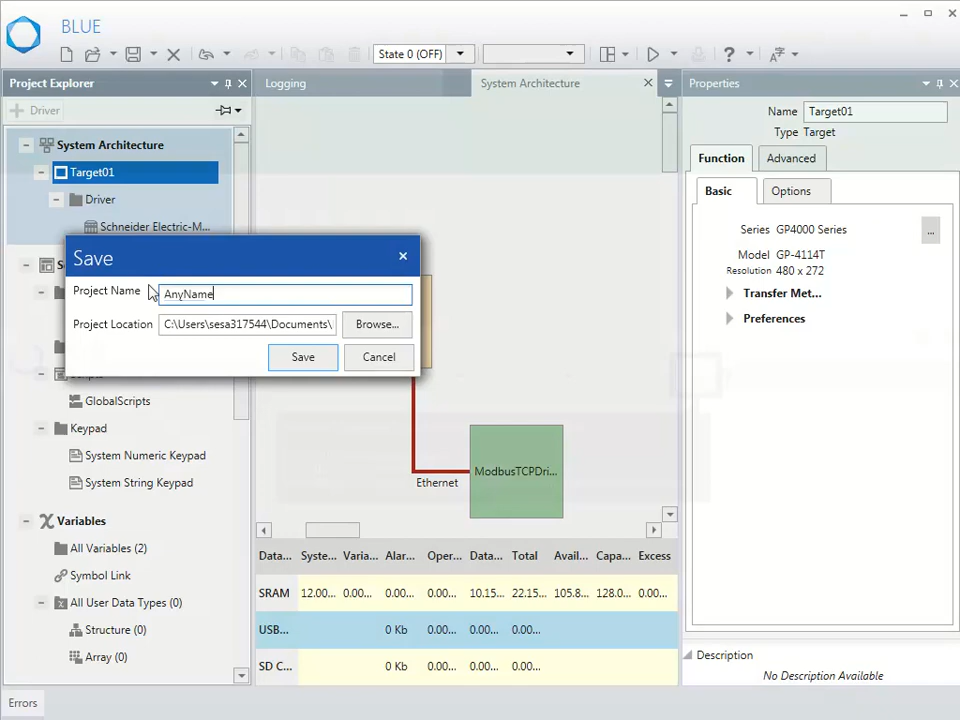 BLUE
State 0 (OFF)
Project Explorer
Logging
System Architecture
Properties
Driver
Name Target01
Type Target
System Architecture
Target01
Driver
Schneider Electric-M...
Function
Advanced
Basic
Options
Series GP4000 Series
...
Model GP-4114T
Resolution 480 x 272
Transfer Met...
Preferences
Save
Project Name AnyName
Project Location C:\Users\sesa317544\Documents\
Browse...
Save
Cancel
GlobalScripts
Keypad
System Numeric Keypad
System String Keypad
ModbusTCPDri...
Ethernet
Variables
All Variables (2)
Symbol Link
All User Data Types (0)
Structure (0)
Array (0)
Data... Syste... Varia... Alar... Oper... Data... Total Avail... Capa... Excess
SRAM 12.00... 0.00... 0.00... 0.00... 10.15... 22.15... 105.8... 128.0... 0.00...
USB... 0 Kb 0.00... 0.00... 0.00...
SD C... 0 Kb 0.00... 0.00... 0.00...
Description
No Description Available
Errors